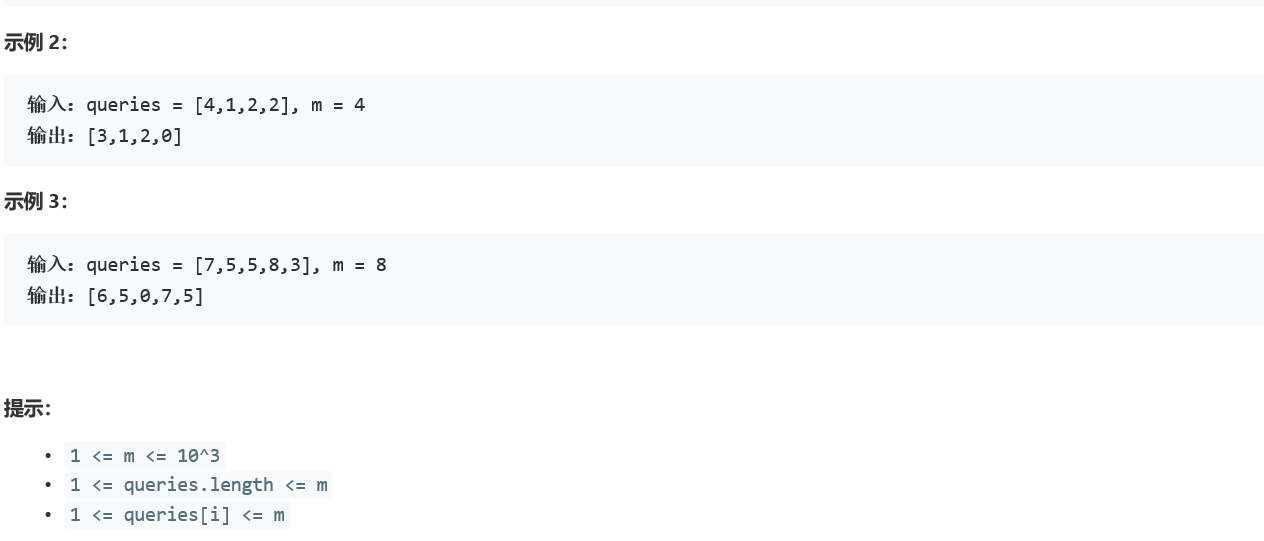 示例 2：
输入：queries = [4,1,2,2], m = 4
输出：[3,1,2,0]
示例 3：
输入：queries = [7,5,5,8,3], m = 8
输出：[6,5,0,7,5]
提示：
• 1 <= m <= 10^3
• 1 <= queries.length <= m
• 1 <= queries[i] <= m